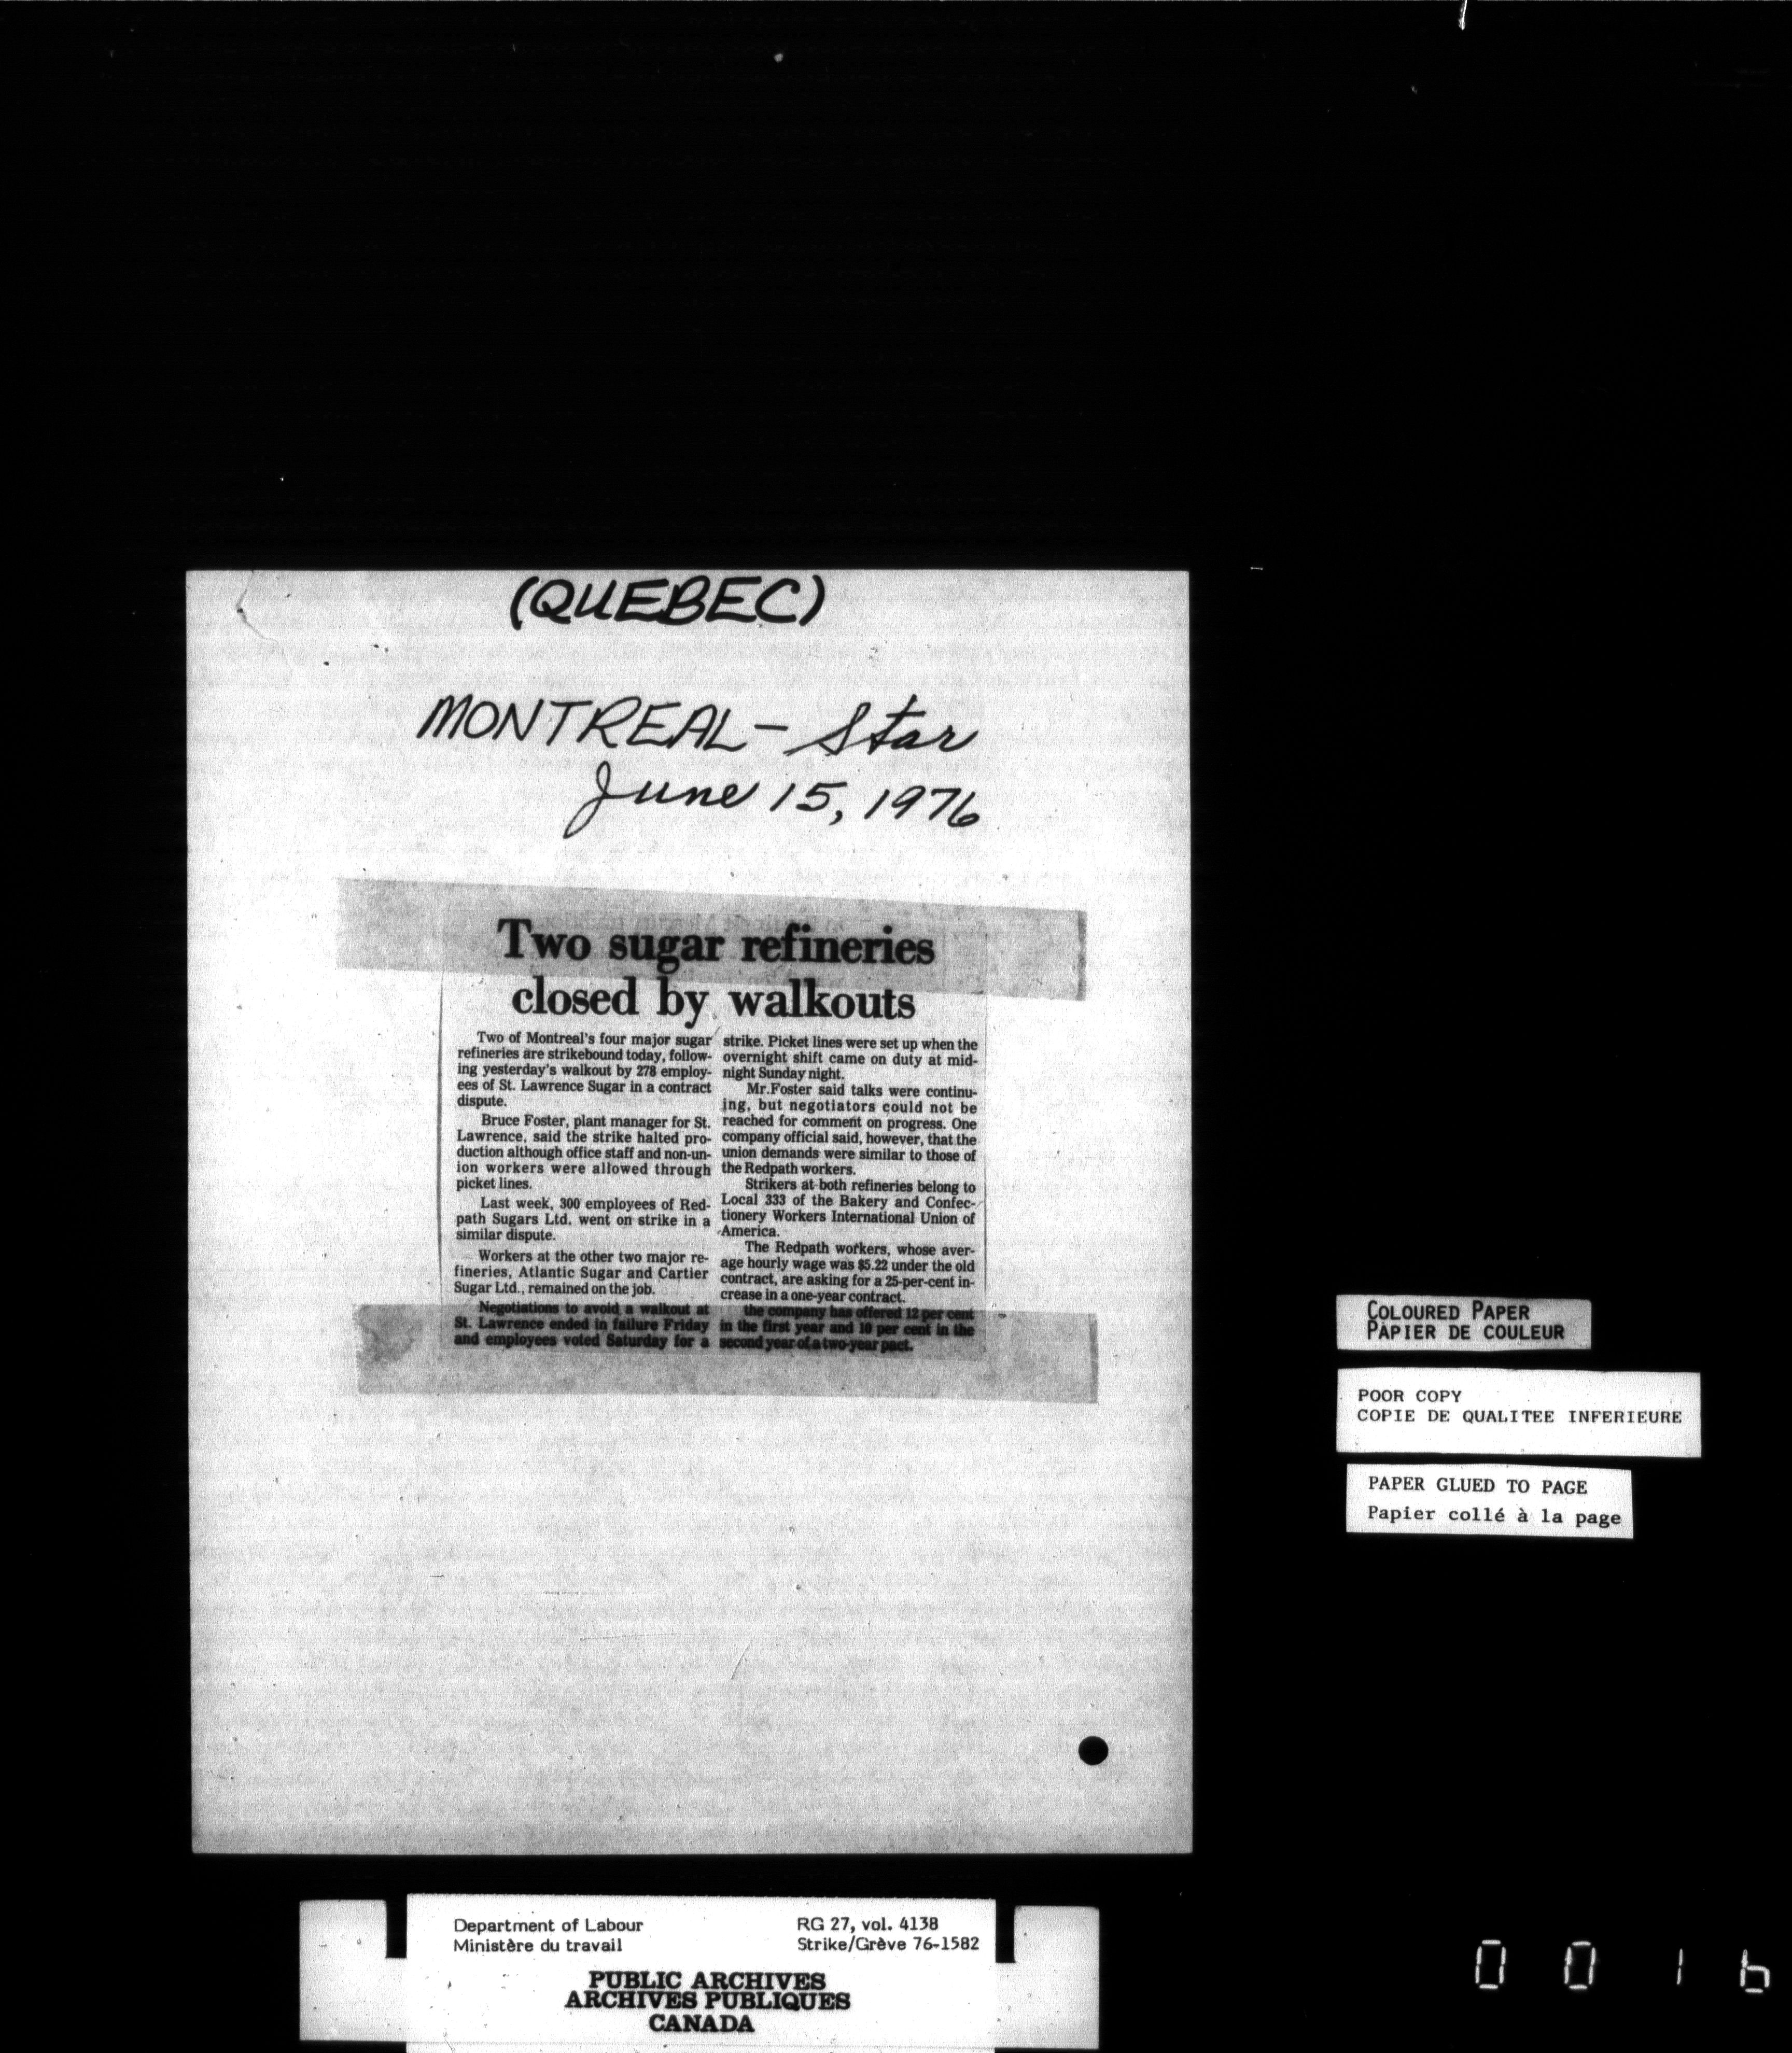 (QUEBEC)
MONTREAL - Star
June 15, 1976
Two sugar refineries
closed by walkouts
Two of Montreal's four major sugar
refineries are strikebound today, follow-
ing yesterday's walkout by 278 employ-
ees of St. Lawrence Sugar in a contract
dispute.
Bruce Foster, plant manager for St.
Lawrence, said the strike halted pro-
duction although office staff and non-un-
ion workers were allowed through
picket lines.
Last week, 300 employees of Red-
path Sugars Ltd. went on strike in a
similar dispute.
Workers at the other two major re-
fineries, Atlantic Sugar and Cartier
Sugar Ltd., remained on the job.
Negotiations to avoid a walkout at
St. Lawrence ended in failure Friday
and employees voted Saturday for a
strike. Picket lines were set up when the
overnight shift came on duty at mid-
night Sunday night.
Mr.Foster said talks were continu-
ing, but negotiators could not be
reached for comment on progress. One
company official said, however, that the
union demands were similar to those of
the Redpath workers.
Strikers at both refineries belong to
Local 333 of the Bakery and Confec-
tionery Workers International Union of
America.
The Redpath workers, whose aver-
age hourly wage was $5.22 under the old
contract, are asking for a 25-per-cent in-
crease in a one-year contract.
the company has offered 12 per cent
in the first year and 10 per cent in the
second year of a two-year pact.
COLOURED PAPER
PAPIER DE COULEUR
POOR COPY
COPIE DE QUALITEE INFERIEURE
PAPER GLUED TO PAGE
Papier collé à la page
Department of Labour
Ministère du travail
RG 27, vol. 4138
Strike/Grève 76-1582
PUBLIC ARCHIVES
ARCHIVES PUBLIQUES
CANADA
0016